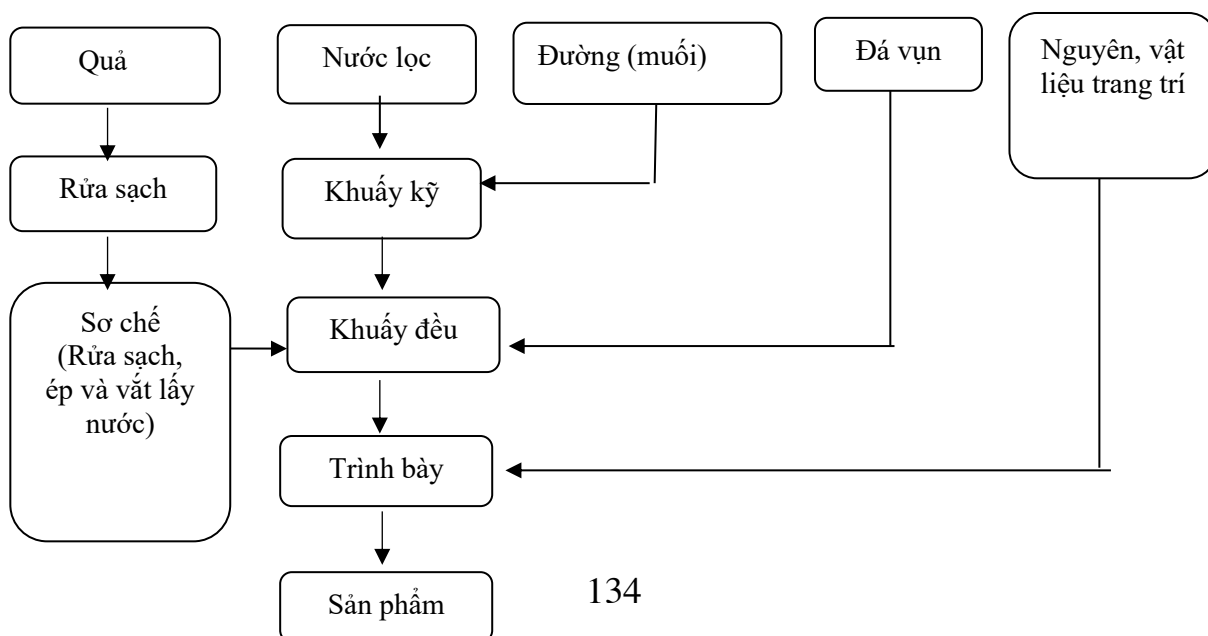 Quả
Nước lọc
Đường (muối)
Đá vụn
Nguyên, vật
liệu trang trí
Rửa sạch
Khuấy kỹ
Sơ chế
(Rửa sạch,
ép và vắt lấy
nước)
Khuấy đều
Trình bày
Sản phẩm
134